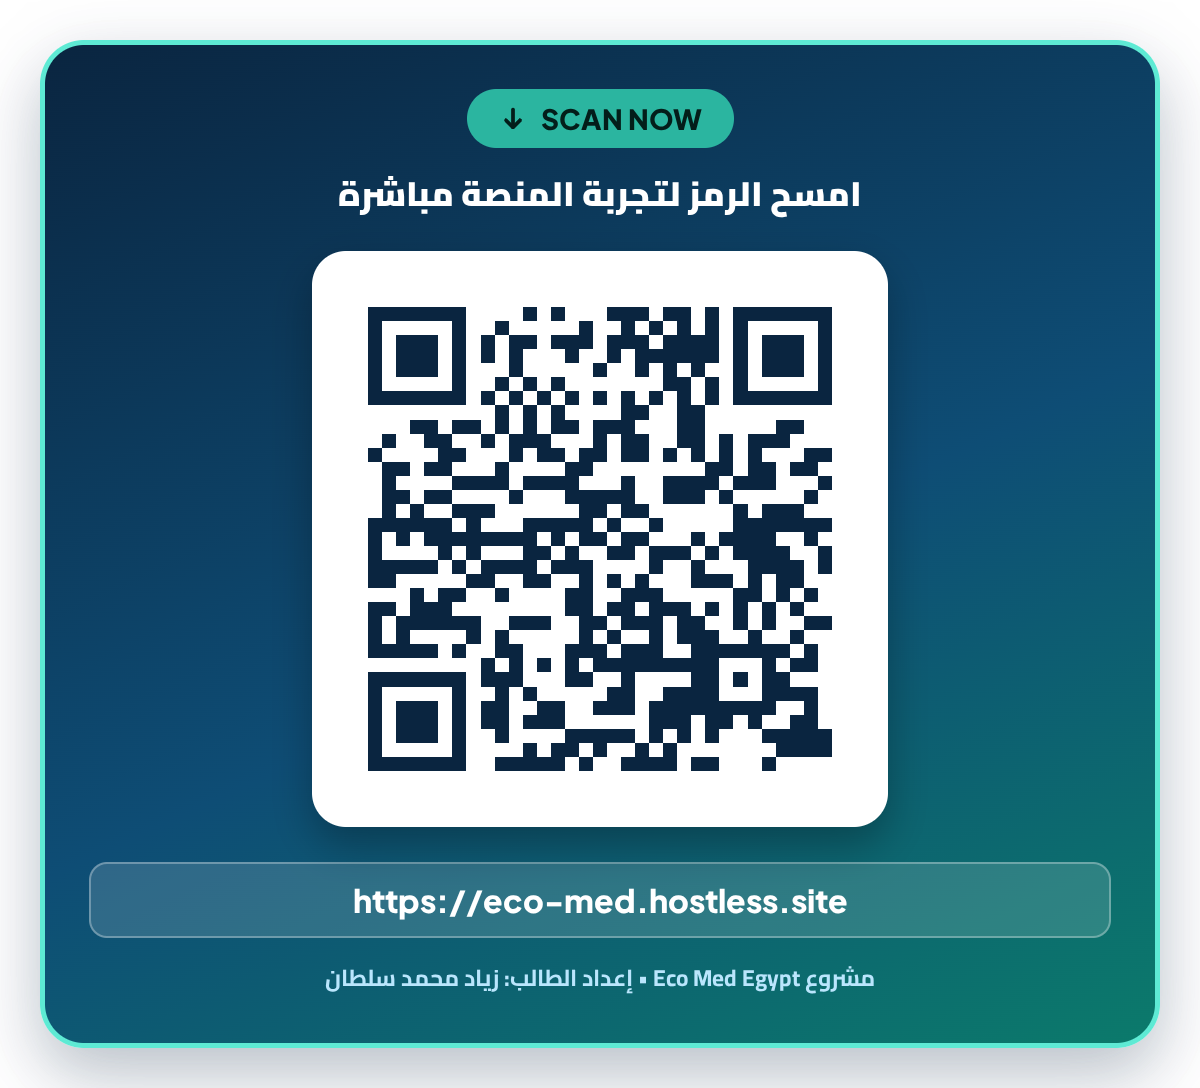 SCAN NOW
امسح الرمز لتجربة المنصة مباشرة
https://eco-med.hostless.site
مشروع Eco Med Egypt ▪ إعداد الطالب: زياد محمد سلطان